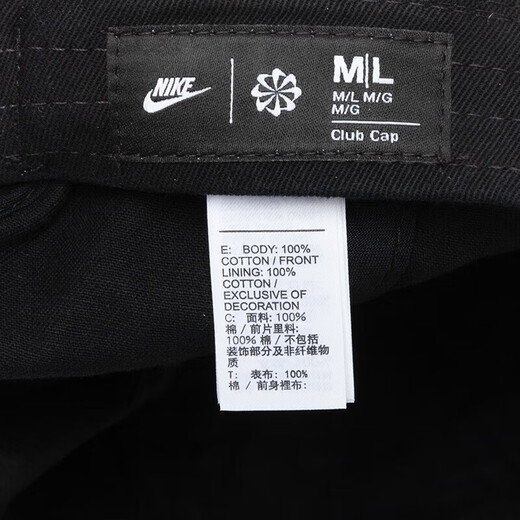 NIKE
M|L
M/L M/G
M/G
Club Cap
E: BODY: 100%
COTTON / FRONT
LINING: 100%
COTTON /
EXCLUSIVE OF
DECORATION
C: 面料: 100%
棉 / 前片里料:
100% 棉 / 不包括
装饰部分及非纤维物
质
T: 表布: 100%
棉 / 前身裡布: